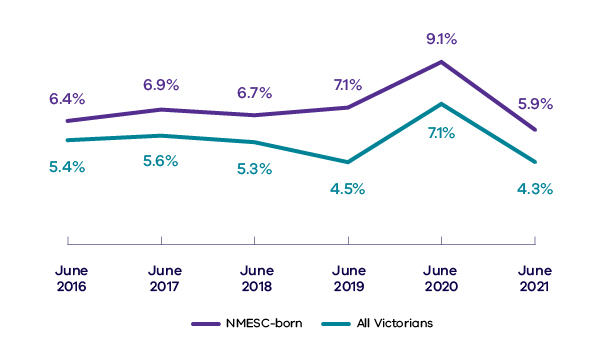 9.1%
6.4%
6.9%
6.7%
7.1%
5.9%
5.4%
5.6%
5.3%
4.5%
7.1%
4.3%
June 2016
June 2017
June 2018
June 2019
June 2020
June 2021
NMESC-born
All Victorians